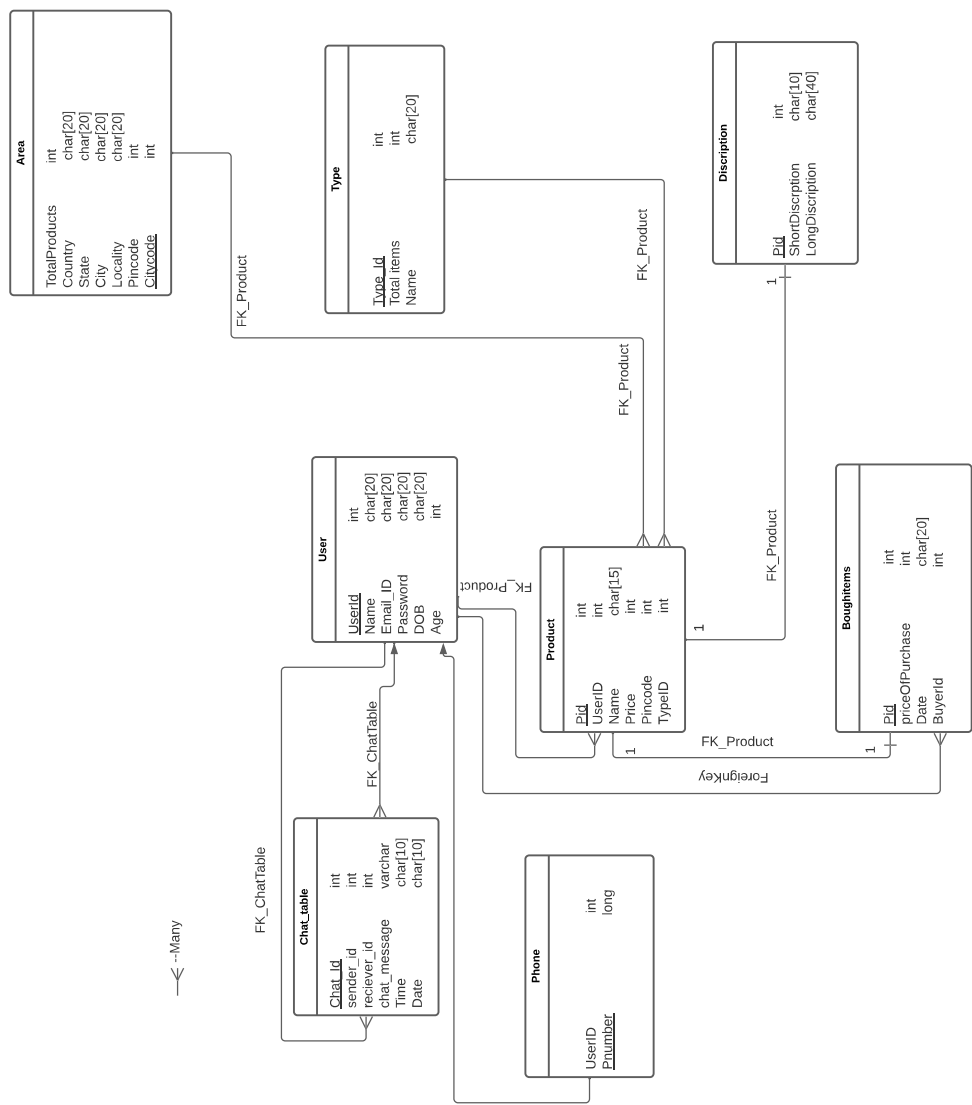 --Many
Area
TotalProducts int
Country char[20]
State char[20]
City char[20]
Locality char[20]
Pincode int
Citycode int
FK_Product
FK_ChatTable
Chat_table
Chat_Id int
sender_id int
reciever_id int
chat_message varchar
Time char[10]
Date char[10]
FK_ChatTable
User
UserId int
Name char[20]
Email_ID char[20]
Password char[20]
DOB char[20]
Age int
FK_Product
Type
Type_Id int
Total items int
Name char[20]
FK_Product
FK_Product
Phone
UserID int
Pnumber long
Product
Pid int
UserID int
Name char[15]
Price int
Pincode int
TypeID int
1
1
FK_Product
ForeignKey
Discription
Pid int
ShortDiscrption char[10]
LongDiscription char[40]
1
FK_Product
1
Boughitems
Pid int
priceOfPurchase int
Date char[20]
BuyerId int